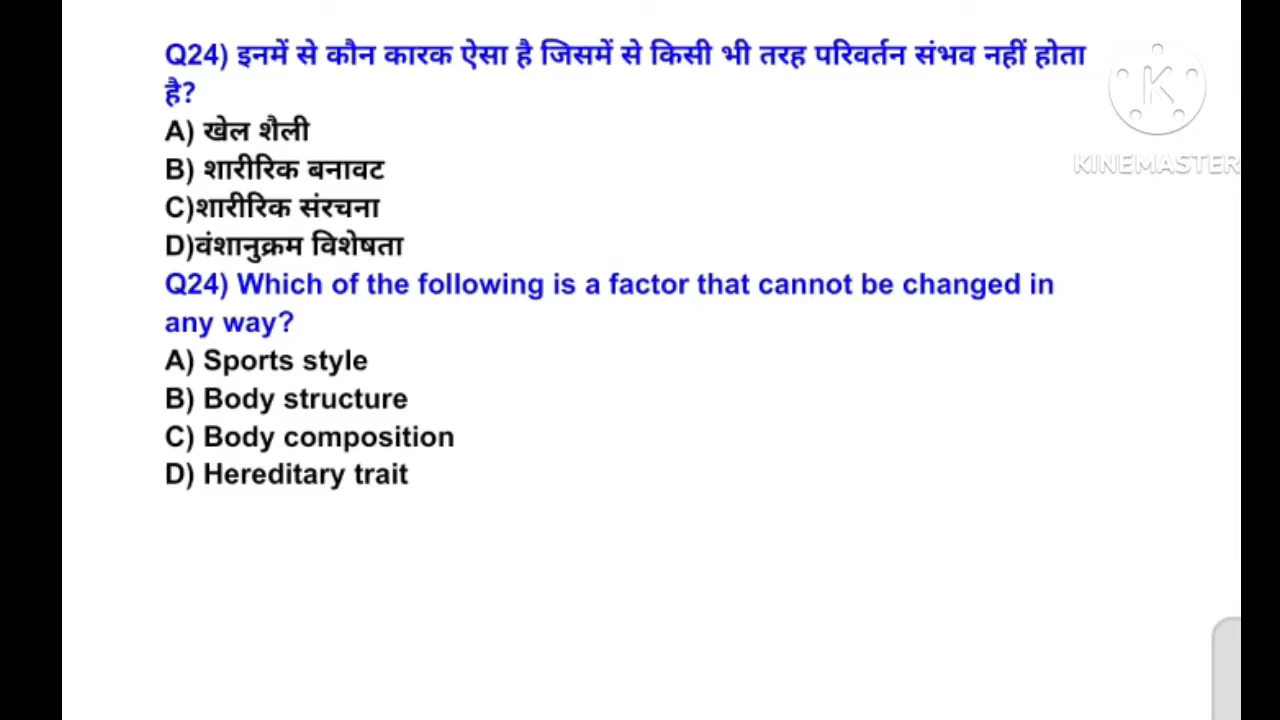 Q24) इनमें से कौन कारक ऐसा है जिसमें से किसी भी तरह परिवर्तन संभव नहीं होता
है?
A) खेल शैली
B) शारीरिक बनावट
C)शारीरिक संरचना
D)वंशानुक्रम विशेषता
Q24) Which of the following is a factor that cannot be changed in
any way?
A) Sports style
B) Body structure
C) Body composition
D) Hereditary trait
K
KINEMASTER